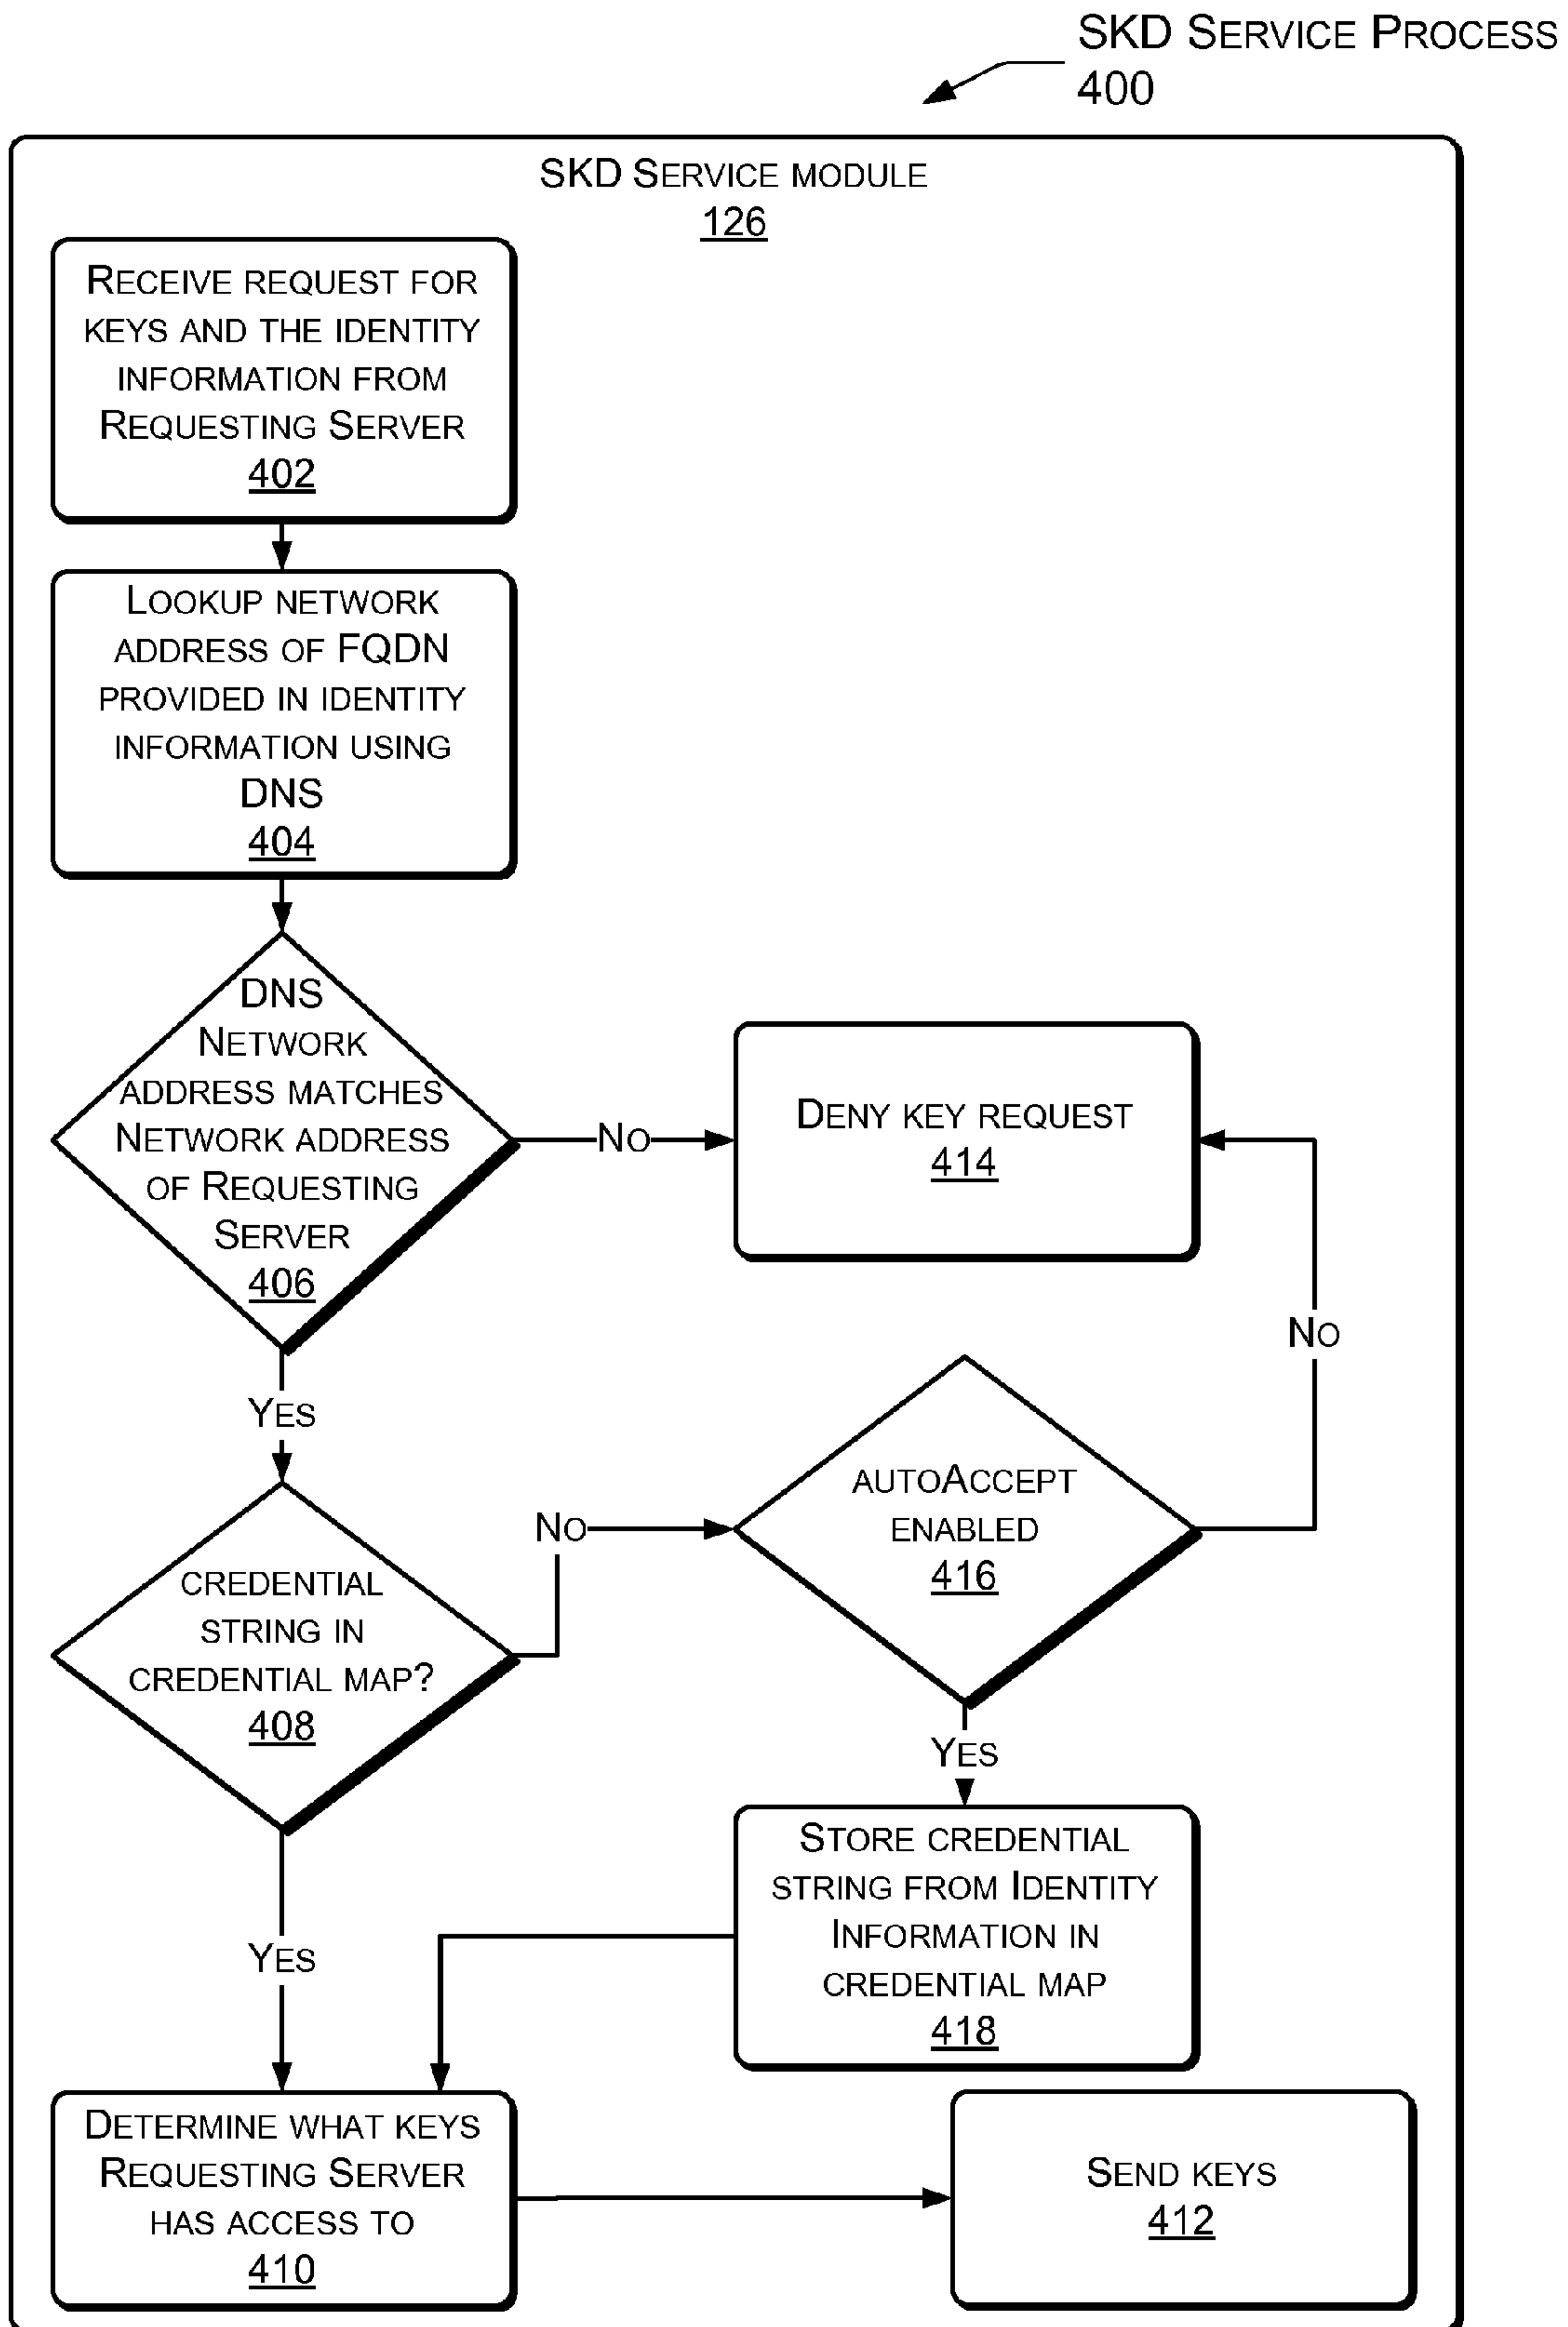 SKD SERVICE PROCESS
400
SKD SERVICE MODULE
126
RECEIVE REQUEST FOR
KEYS AND THE IDENTITY
INFORMATION FROM
REQUESTING SERVER
402
LOOKUP NETWORK
ADDRESS OF FQDN
PROVIDED IN IDENTITY
INFORMATION USING
DNS
404
DNS
NETWORK
ADDRESS MATCHES
NETWORK ADDRESS
OF REQUESTING
SERVER
406
NO
DENY KEY REQUEST
414
NO
YES
AUTOACCEPT
ENABLED
416
NO
CREDENTIAL
STRING IN
CREDENTIAL MAP?
408
YES
STORE CREDENTIAL
STRING FROM IDENTITY
INFORMATION IN
CREDENTIAL MAP
418
YES
DETERMINE WHAT KEYS
REQUESTING SERVER
HAS ACCESS TO
410
SEND KEYS
412